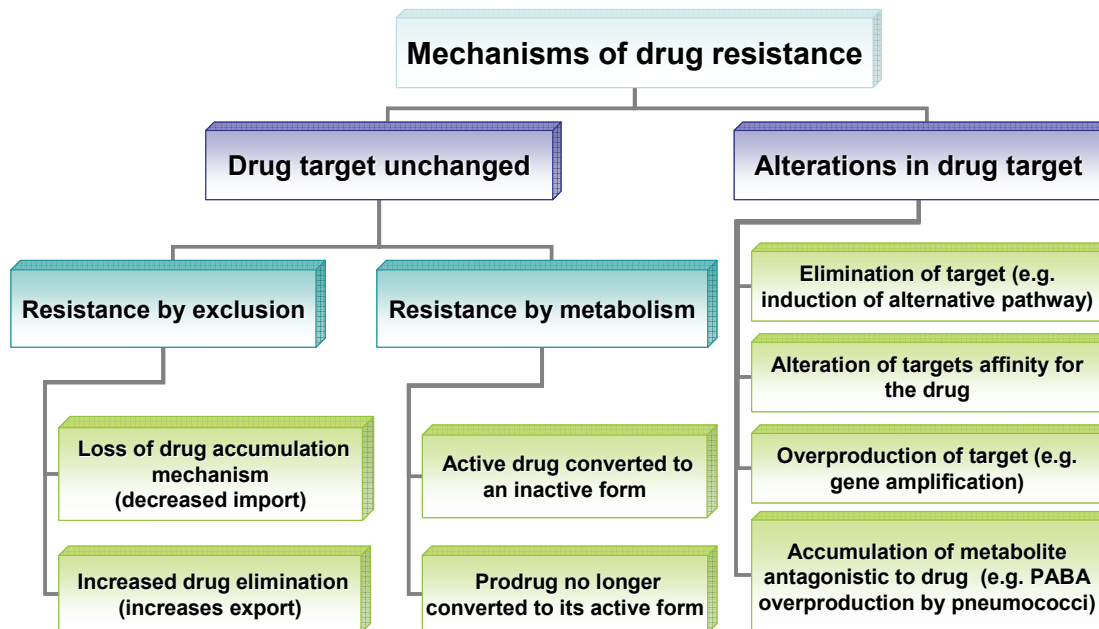 Mechanisms of drug resistance
Drug target unchanged
Alterations in drug target
Resistance by exclusion
Resistance by metabolism
Loss of drug accumulation
mechanism
(decreased import)
Increased drug elimination
(increases export)
Active drug converted to
an inactive form
Prodrug no longer
converted to its active form
Elimination of target (e.g.
induction of alternative pathway)
Alteration of targets affinity for
the drug
Overproduction of target (e.g.
gene amplification)
Accumulation of metabolite
antagonistic to drug (e.g. PABA
overproduction by pneumococci)